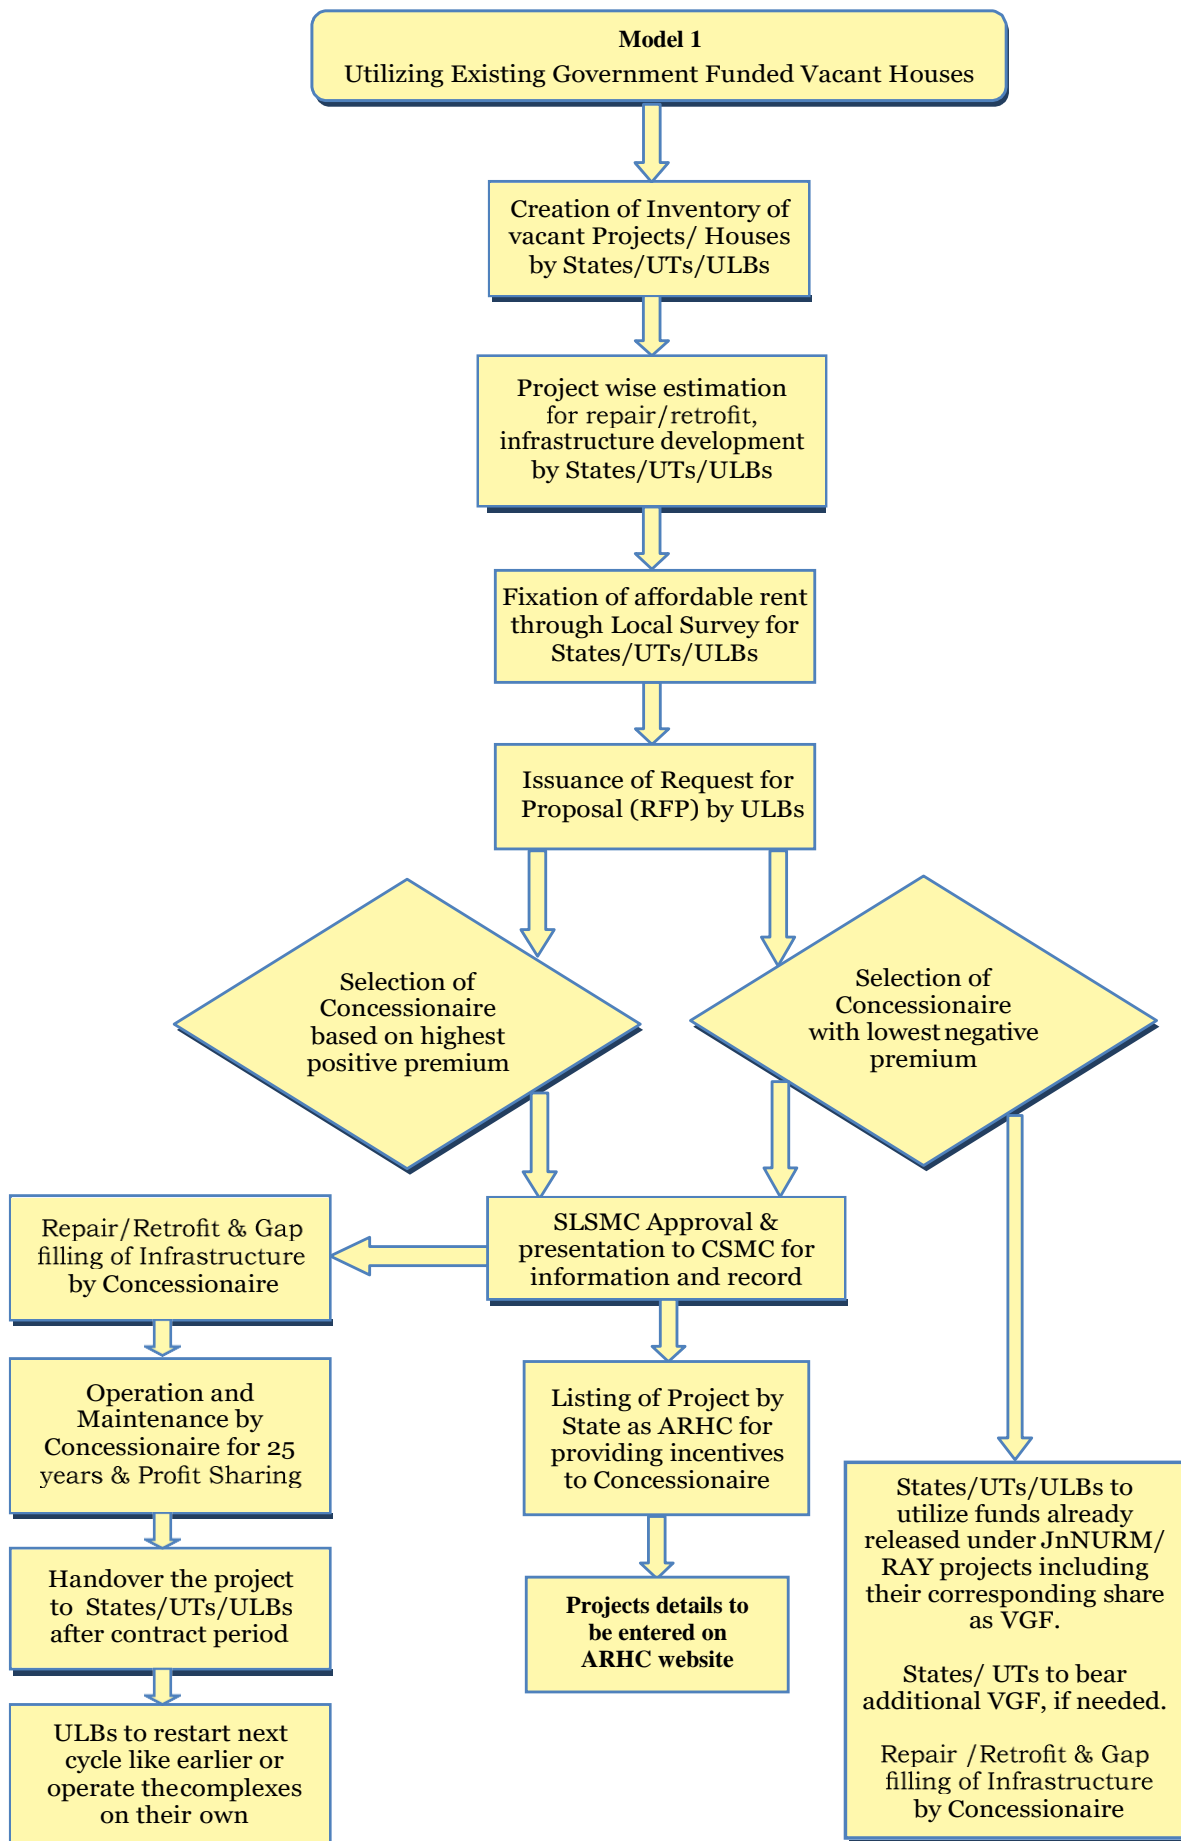 Model 1
Utilizing Existing Government Funded Vacant Houses
Creation of Inventory of
vacant Projects/ Houses
by States/UTs/ULBs
Project wise estimation
for repair/retrofit,
infrastructure development
by States/UTs/ULBs
Fixation of affordable rent
through Local Survey for
States/UTs/ULBs
Issuance of Request for
Proposal (RFP) by ULBs
Selection of
Concessionaire
based on highest
positive premium
Selection of
Concessionaire
with lowest negative
premium
SLSMC Approval &
presentation to CSMC for
information and record
Repair/Retrofit & Gap
filling of Infrastructure
by Concessionaire
Operation and
Maintenance by
Concessionaire for 25
years & Profit Sharing
Handover the project
to States/UTs/ULBs
after contract period
ULBs to restart next
cycle like earlier or
operate thecomplexes
on their own
Listing of Project by
State as ARHC for
providing incentives
to Concessionaire
Projects details to
be entered on
ARHC website
States/UTs/ULBs to
utilize funds already
released under JnNURM/
RAY projects including
their corresponding share
as VGF.
States/ UTs to bear
additional VGF, if needed.
Repair /Retrofit & Gap
filling of Infrastructure
by Concessionaire